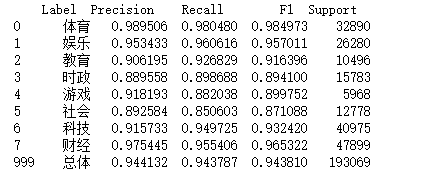 Label Precision Recall F1 Support
0 体育 0.989506 0.980480 0.984973 32890
1 娱乐 0.953433 0.960616 0.957011 26280
2 教育 0.906195 0.926829 0.916396 10496
3 时政 0.889558 0.898688 0.894100 15783
4 游戏 0.918193 0.882038 0.899752 5968
5 社会 0.892584 0.850603 0.871088 12778
6 科技 0.915733 0.949725 0.932420 40975
7 财经 0.975445 0.955406 0.965322 47899
999 总体 0.944132 0.943787 0.943810 193069